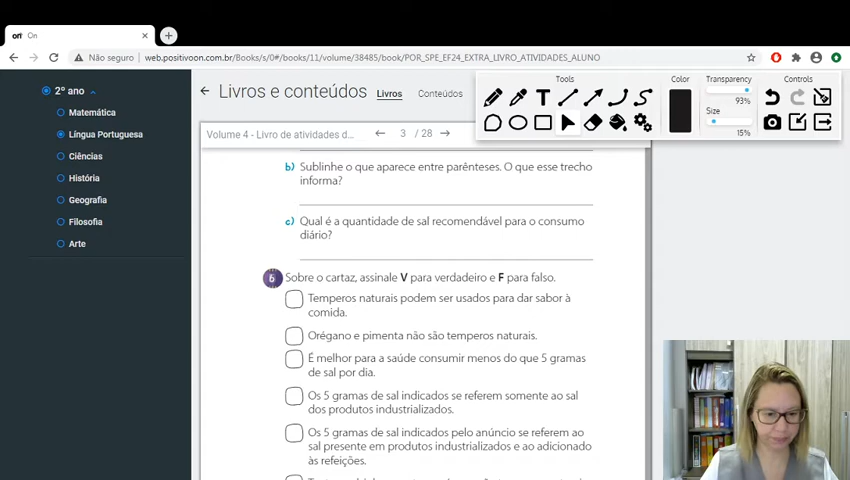 on On
Não seguro web.positivoon.com.br/Books/s/0#/books/11/volume/38485/book/POR_SPE_EF24_EXTRA_LIVRO_ATIVIDADES_ALUNO
2º ano
Matemática
Língua Portuguesa
Ciências
História
Geografia
Filosofia
Arte
Livros e conteúdos Livros Conteúdos
Volume 4 - Livro de atividades d... 3 / 28
Tools Color Transparency Controls
93%
Size
15%
b) Sublinhe o que aparece entre parênteses. O que esse trecho
informa?
c) Qual é a quantidade de sal recomendável para o consumo
diário?
6 Sobre o cartaz, assinale V para verdadeiro e F para falso.
Temperos naturais podem ser usados para dar sabor à
comida.
Orégano e pimenta não são temperos naturais.
É melhor para a saúde consumir menos do que 5 gramas
de sal por dia.
Os 5 gramas de sal indicados se referem somente ao sal
dos produtos industrializados.
Os 5 gramas de sal indicados pelo anúncio se referem ao
sal presente em produtos industrializados e ao adicionado
às refeições.